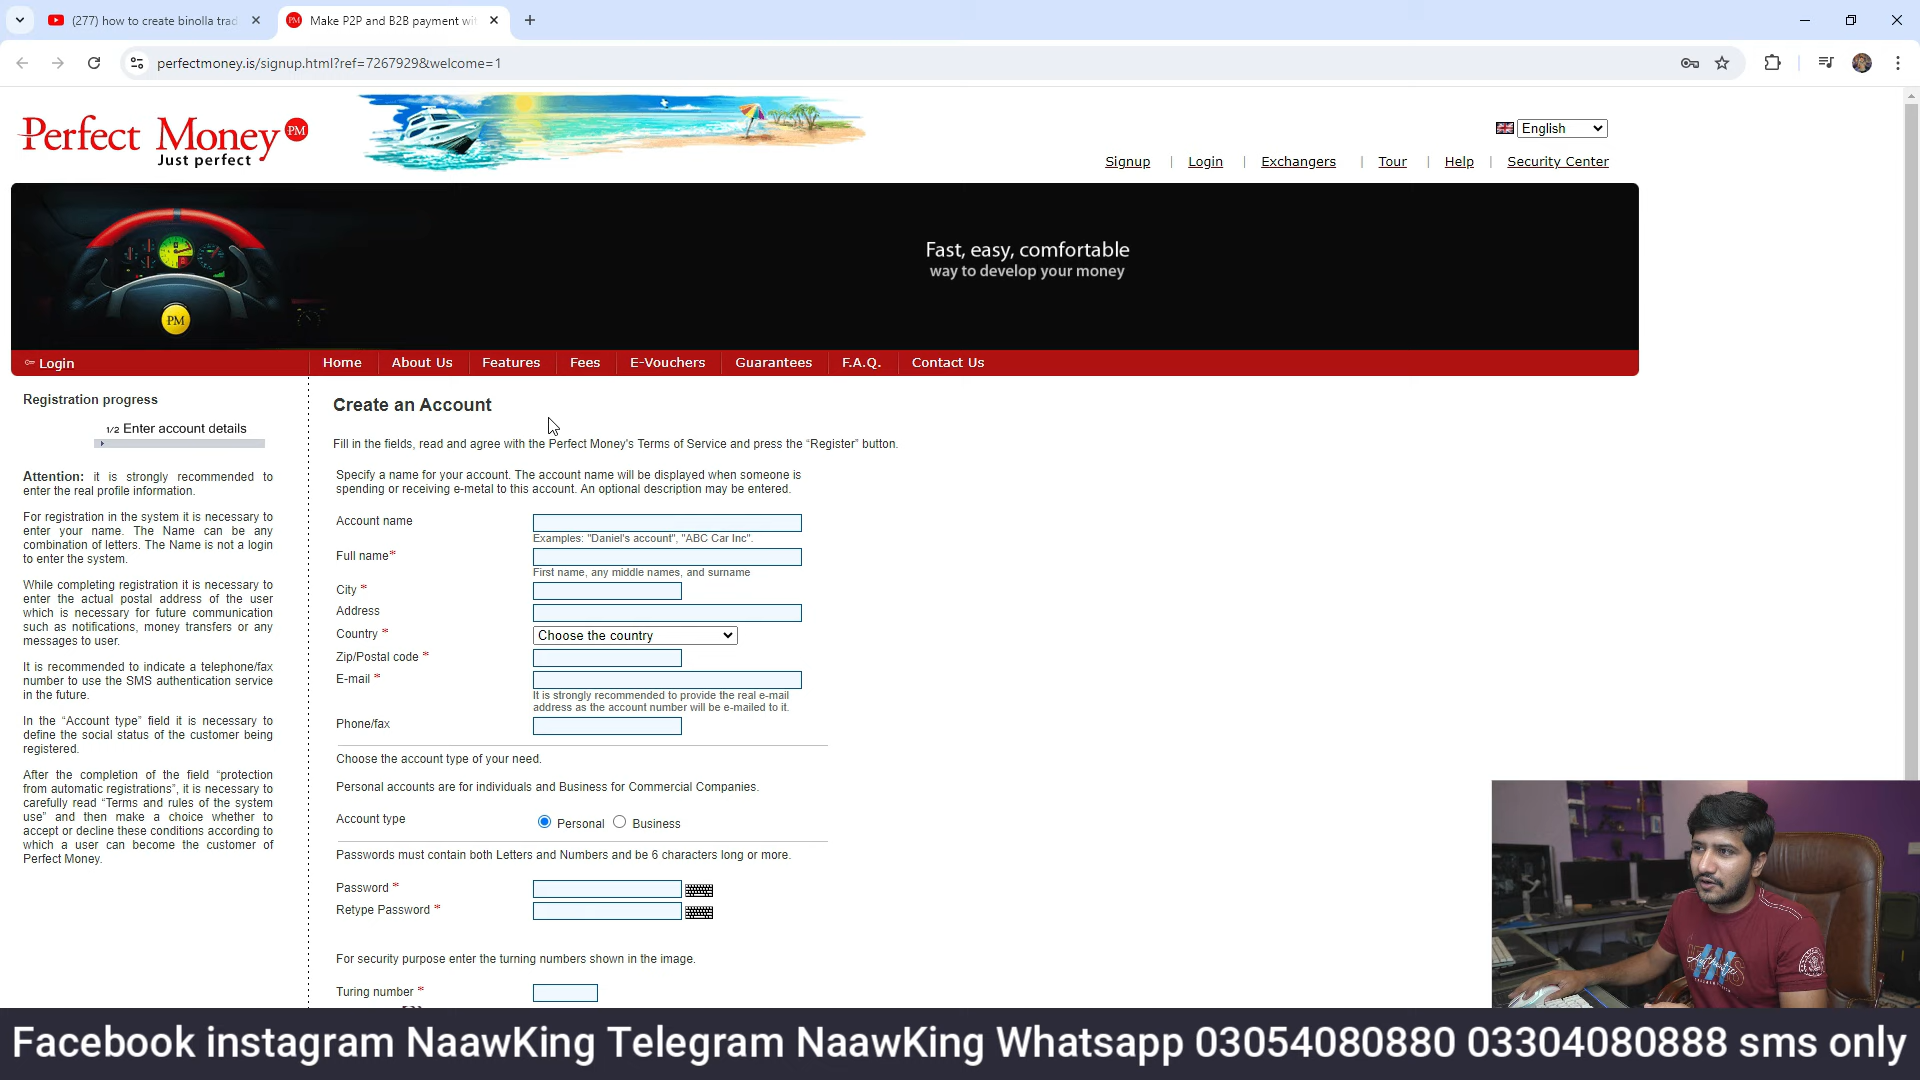 (277) how to create binolla trad
Make P2P and B2B payment wit
perfectmoney.is/signup.html?ref=7267929&welcome=1
Perfect Money PM
Just perfect
English
Signup | Login | Exchangers | Tour | Help | Security Center
Fast, easy, comfortable
way to develop your money
PM
Login
Home About Us Features Fees E-Vouchers Guarantees F.A.Q. Contact Us
Registration progress
1/2 Enter account details
Attention: it is strongly recommended to
enter the real profile information.
For registration in the system it is necessary to
enter your name. The Name can be any
combination of letters. The Name is not a login
to enter the system.
While completing registration it is necessary to
enter the actual postal address of the user
which is necessary for future communication
such as notifications, money transfers or any
messages to user.
It is recommended to indicate a telephone/fax
number to use the SMS authentication service
in the future.
In the “Account type” field it is necessary to
define the social status of the customer being
registered.
After the completion of the field “protection
from automatic registrations”, it is necessary to
carefully read “Terms and rules of the system
use” and then make a choice whether to
accept or decline these conditions according to
which a user can become the customer of
Perfect Money.
Create an Account
Fill in the fields, read and agree with the Perfect Money's Terms of Service and press the “Register” button.
Specify a name for your account. The account name will be displayed when someone is
spending or receiving e-metal to this account. An optional description may be entered.
Account name
Examples: "Daniel's account", "ABC Car Inc".
Full name*
First name, any middle names, and surname
City *
Address
Country * Choose the country
Zip/Postal code *
E-mail *
It is strongly recommended to provide the real e-mail
address as the account number will be e-mailed to it.
Phone/fax
Choose the account type of your need.
Personal accounts are for individuals and Business for Commercial Companies.
Account type Personal Business
Passwords must contain both Letters and Numbers and be 6 characters long or more.
Password *
Retype Password *
For security purpose enter the turning numbers shown in the image.
Turing number *
Facebook instagram NaawKing Telegram NaawKing Whatsapp 03054080880 03304080888 sms only